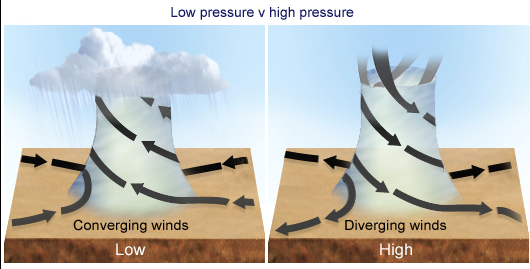 Low pressure v high pressure
Converging winds
Low
Diverging winds
High